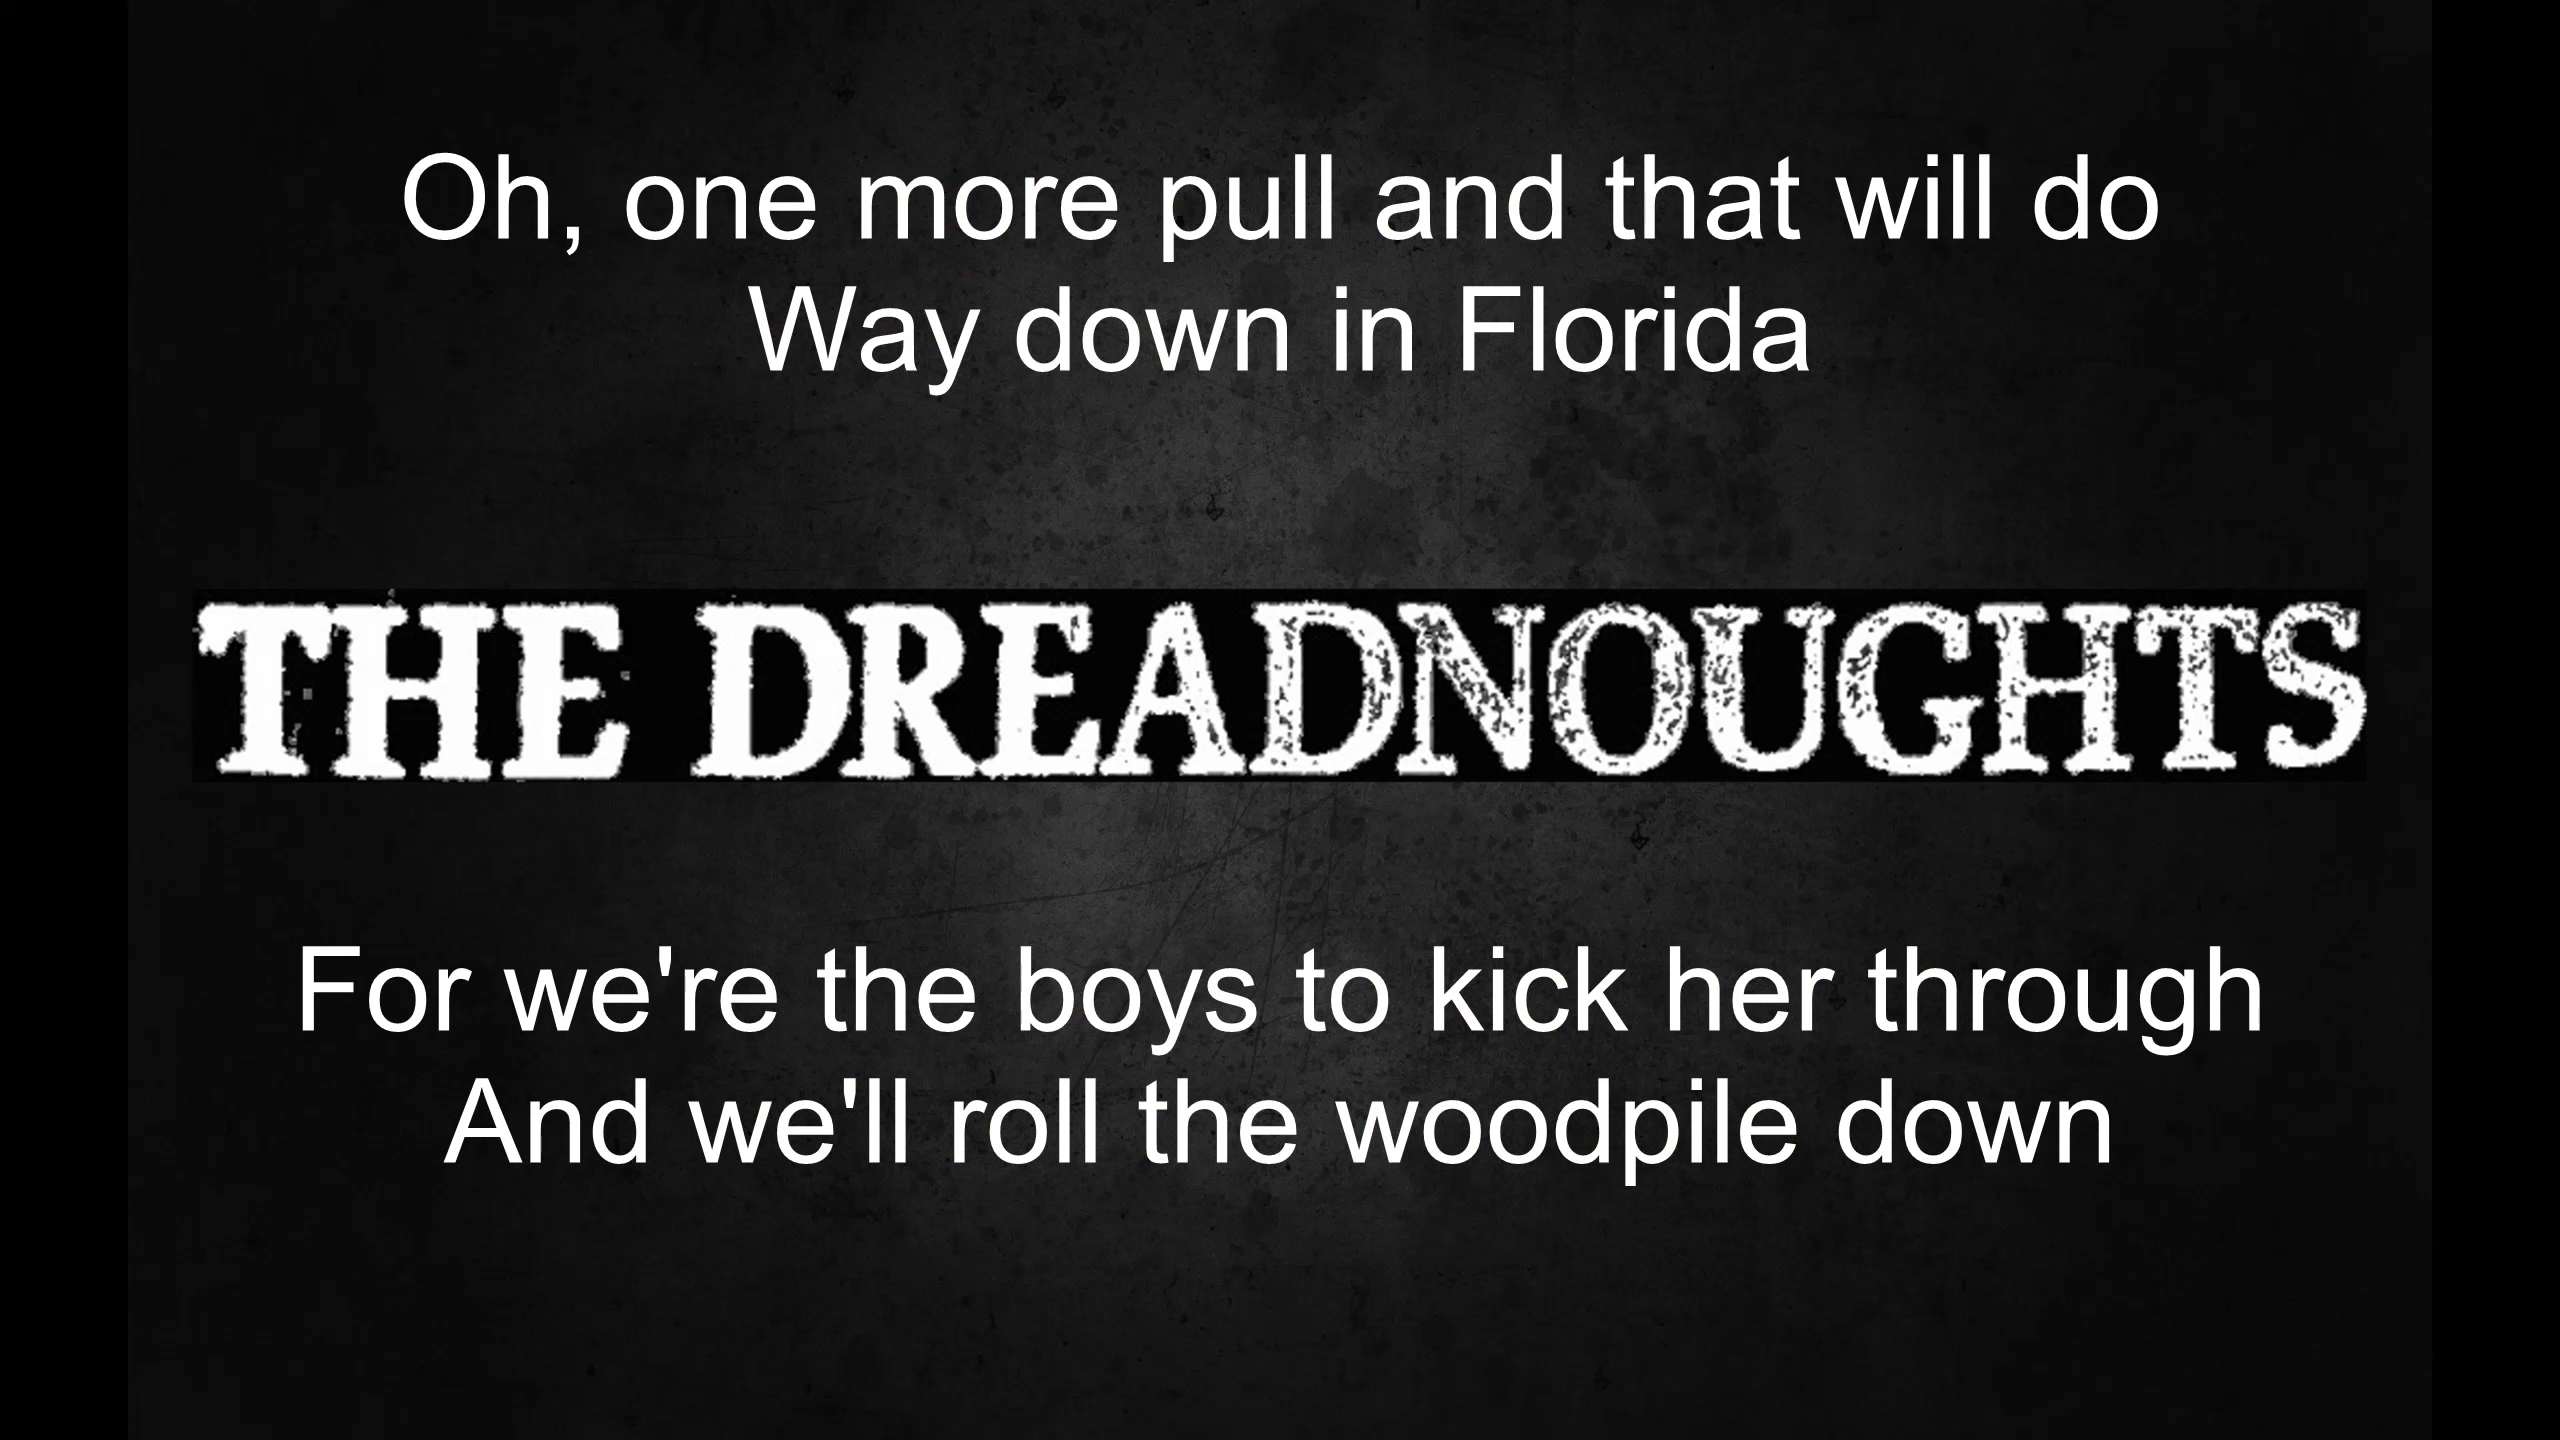 Oh, one more pull and that will do
Way down in Florida
THE DREADNOUGHTS
For we're the boys to kick her through
And we'll roll the woodpile down